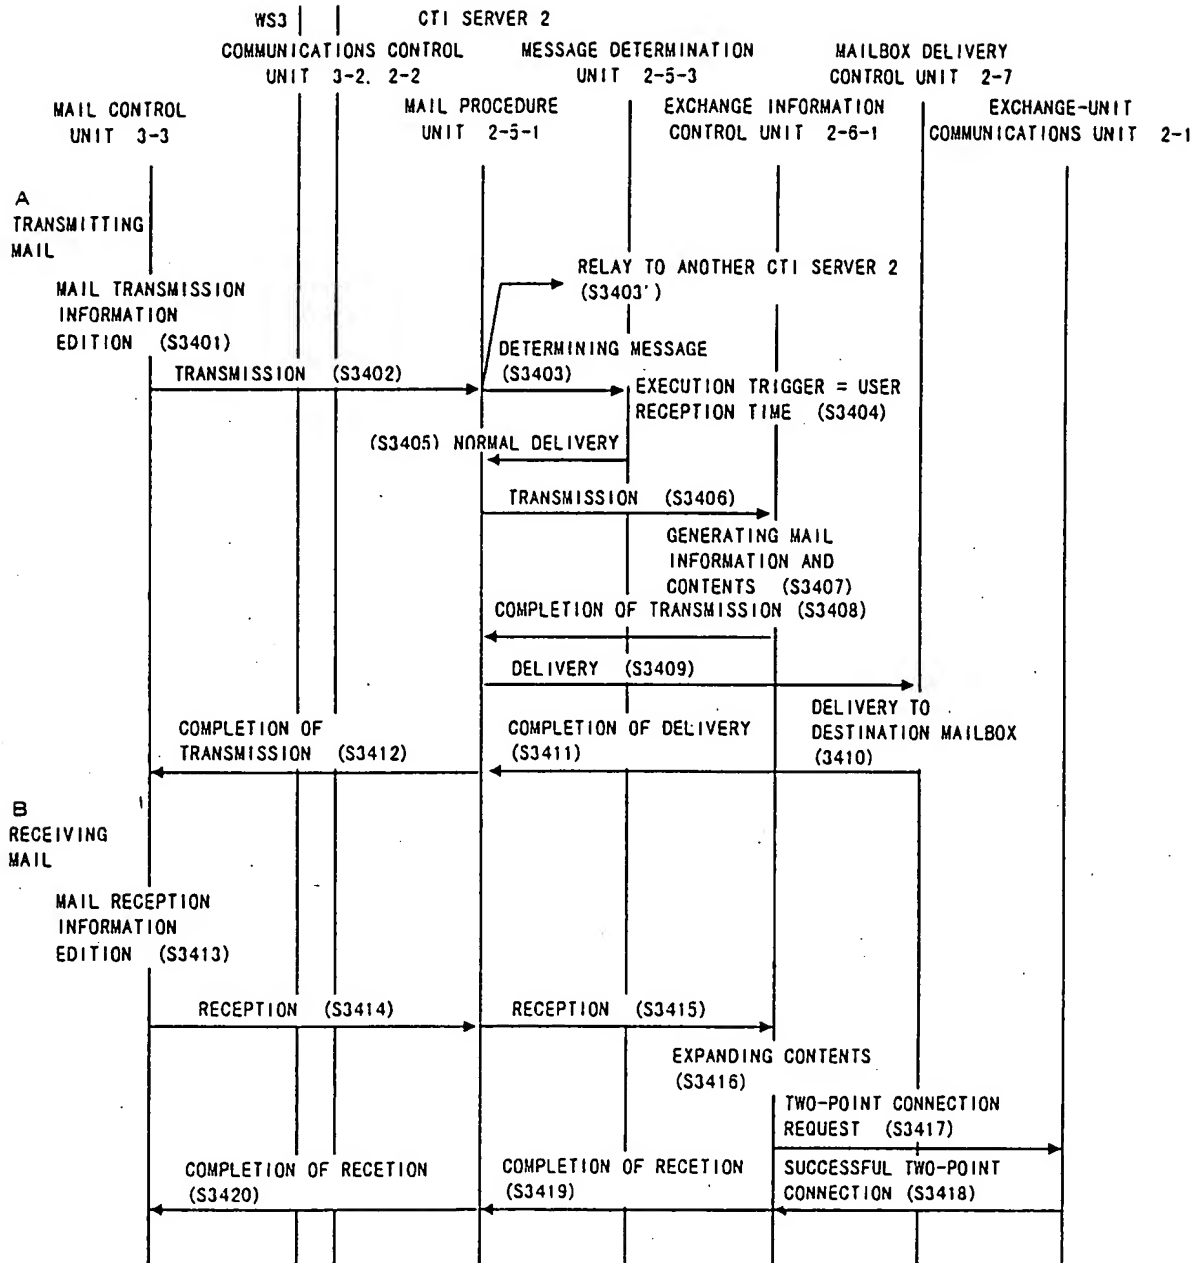 WS3
CTI SERVER 2
COMMUNICATIONS CONTROL
UNIT 3-2. 2-2
MESSAGE DETERMINATION
UNIT 2-5-3
MAILBOX DELIVERY
CONTROL UNIT 2-7
MAIL CONTROL
UNIT 3-3
MAIL PROCEDURE
UNIT 2-5-1
EXCHANGE INFORMATION
CONTROL UNIT 2-6-1
EXCHANGE-UNIT
COMMUNICATIONS UNIT 2-1
A
TRANSMITTING
MAIL
RELAY TO ANOTHER CTI SERVER 2
(S3403')
MAIL TRANSMISSION
INFORMATION
EDITION (S3401)
TRANSMISSION (S3402)
DETERMINING MESSAGE
(S3403)
EXECUTION TRIGGER = USER
RECEPTION TIME (S3404)
(S3405) NORMAL DELIVERY
TRANSMISSION (S3406)
GENERATING MAIL
INFORMATION AND
CONTENTS (S3407)
COMPLETION OF TRANSMISSION (S3408)
DELIVERY (S3409)
DELIVERY TO
DESTINATION MAILBOX
(3410)
COMPLETION OF DELIVERY
(S3411)
COMPLETION OF
TRANSMISSION (S3412)
B
RECEIVING
MAIL
MAIL RECEPTION
INFORMATION
EDITION (S3413)
RECEPTION (S3414)
RECEPTION (S3415)
EXPANDING CONTENTS
(S3416)
TWO-POINT CONNECTION
REQUEST (S3417)
SUCCESSFUL TWO-POINT
CONNECTION (S3418)
COMPLETION OF RECETION
(S3419)
COMPLETION OF RECETION
(S3420)